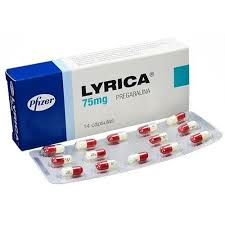 Pfizer
LYRICA®
75mg
PREGABALINA
14 cápsulas